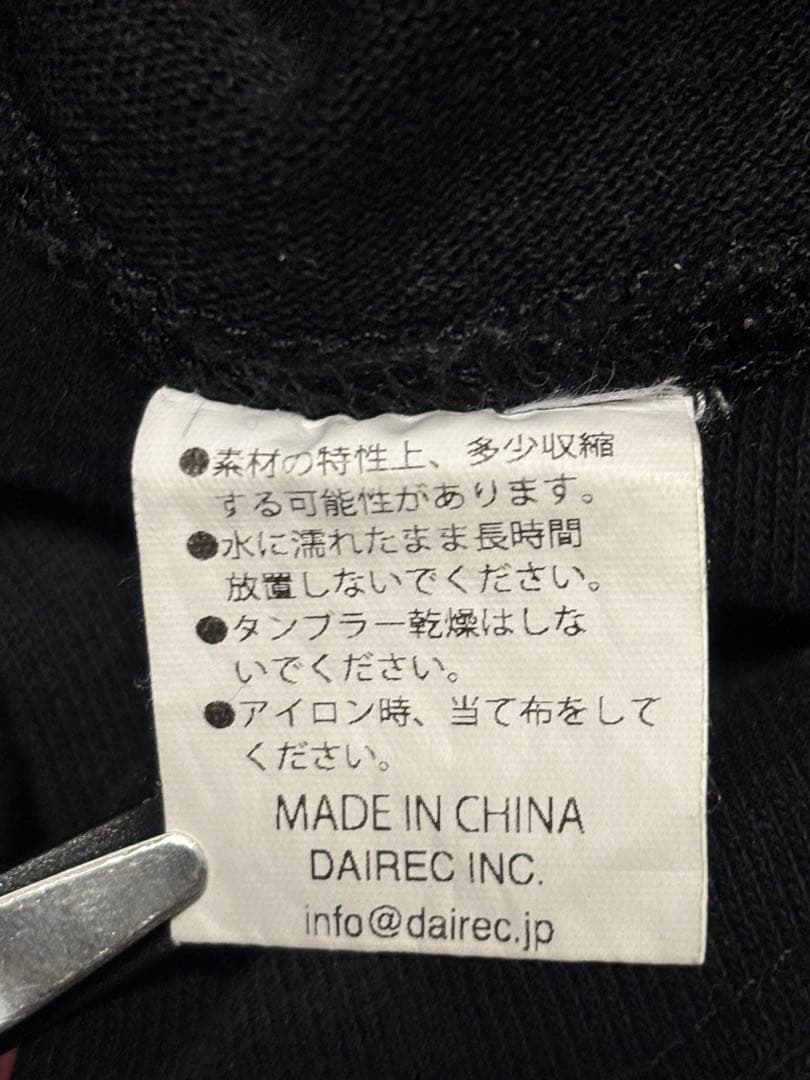 ●素材の特性上、多少収縮
する可能性があります。
●水に濡れたまま長時間
放置しないでください。
●タンブラー乾燥はしな
いでください。
●アイロン時、当て布をして
ください。
MADE IN CHINA
DAIREC INC.
info@dairec.jp